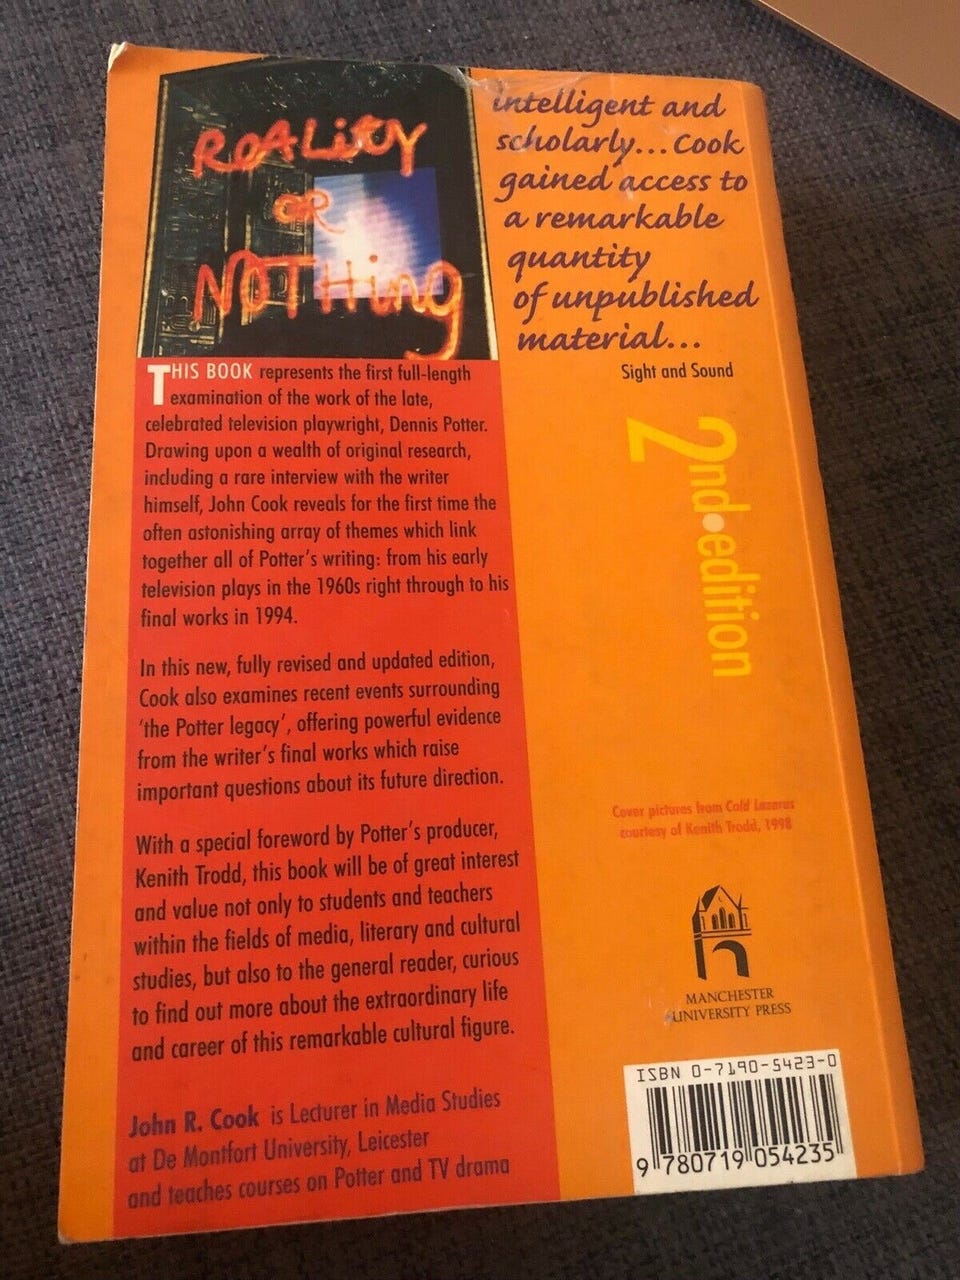 REALity
OR
NOTHing
intelligent and
scholarly...Cook
gained access to
a remarkable
quantity
of unpublished
material...
Sight and Sound
2nd•edition
THIS BOOK represents the first full-length
examination of the work of the late,
celebrated television playwright, Dennis Potter.
Drawing upon a wealth of original research,
including a rare interview with the writer
himself, John Cook reveals for the first time the
often astonishing array of themes which link
together all of Potter's writing: from his early
television plays in the 1960s right through to his
final works in 1994.
In this new, fully revised and updated edition,
Cook also examines recent events surrounding
'the Potter legacy', offering powerful evidence
from the writer's final works which raise
important questions about its future direction.
With a special foreword by Potter's producer,
Kenith Trodd, this book will be of great interest
and value not only to students and teachers
within the fields of media, literary and cultural
studies, but also to the general reader, curious
to find out more about the extraordinary life
and career of this remarkable cultural figure.
John R. Cook is Lecturer in Media Studies
at De Montfort University, Leicester
and teaches courses on Potter and TV drama
Cover pictures from Cold Lazarus
courtesy of Kenith Trodd, 1998
MANCHESTER
UNIVERSITY PRESS
ISBN 0-7190-5423-0
9 780719 054235